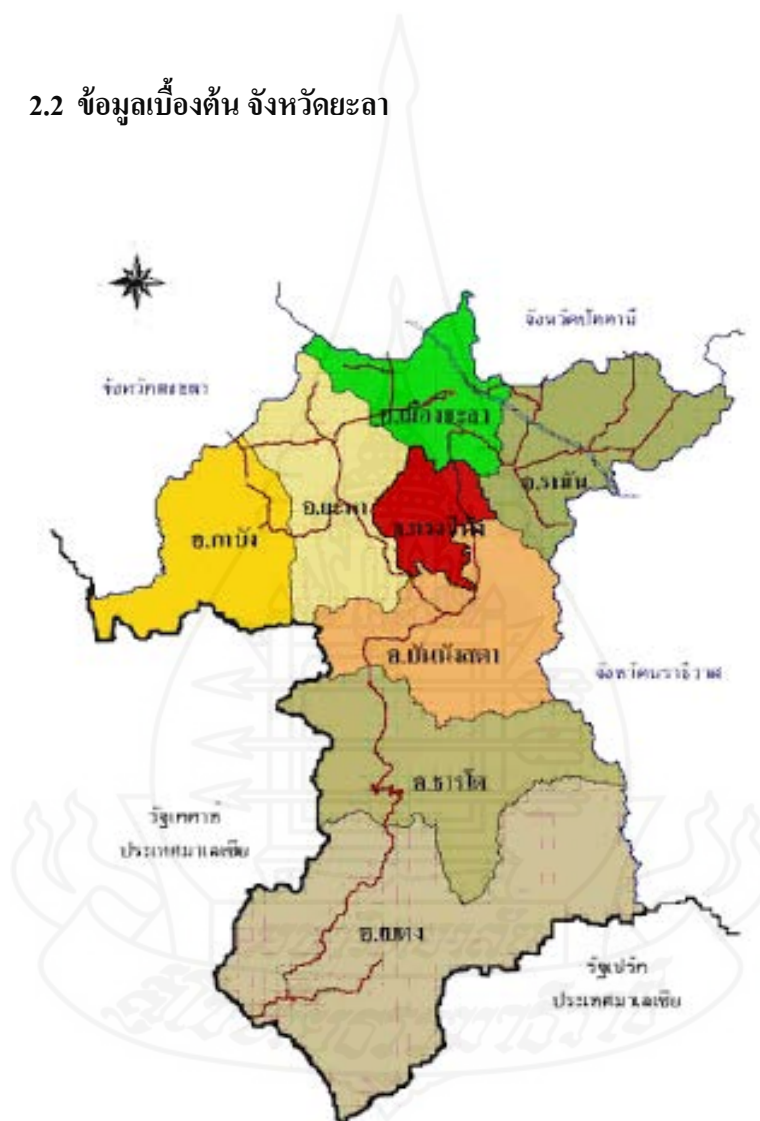 2.2 ข้อมูลเบื้องต้น จังหวัดยะลา
จังหวัดปัตตานี
จังหวัดสงขลา
อ.เมืองยะลา
อ.รามัน
อ.ยะหา
อ.กรงปินัง
อ.กาบัง
อ.บันนังสตา
จังหวัดนราธิวาส
อ.ธารโต
รัฐเคดาห์
ประเทศมาเลเซีย
อ.เบตง
รัฐเปรัก
ประเทศมาเลเซีย